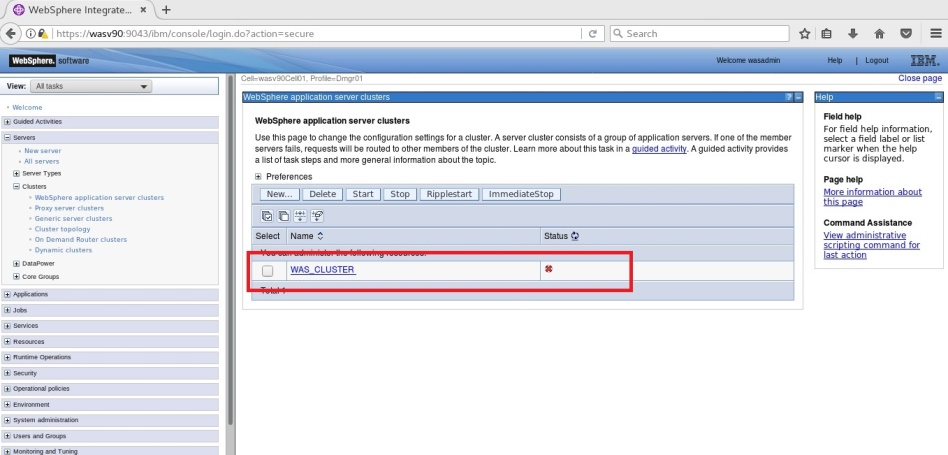 WebSphere Integrate...
https://wasv90:9043/ibm/console/login.do?action=secure
Search
WebSphere. software
Welcome wasadmin
Help | Logout
IBM.
View: All tasks
Cell=wasv90Cell01, Profile=Dmgr01
Close page
Welcome
Guided Activities
Servers
New server
All servers
Server Types
Clusters
WebSphere application server clusters
Proxy server clusters
Generic server clusters
Cluster topology
On Demand Router clusters
Dynamic clusters
DataPower
Core Groups
Applications
Jobs
Services
Resources
Runtime Operations
Security
Operational policies
Environment
System administration
Users and Groups
Monitoring and Tuning
WebSphere application server clusters
WebSphere application server clusters
Use this page to change the configuration settings for a cluster. A server cluster consists of a group of application servers. If one of the member
servers fails, requests will be routed to other members of the cluster. Learn more about this task in a guided activity. A guided activity provides
a list of task steps and more general information about the topic.
Preferences
New... Delete Start Stop Ripplestart ImmediateStop
Select Name Status
You can administer the following resources:
WAS_CLUSTER
Total 1
Help
Field help
For field help information,
select a field label or list
marker when the help
cursor is displayed.
Page help
More information about
this page
Command Assistance
View administrative
scripting command for
last action